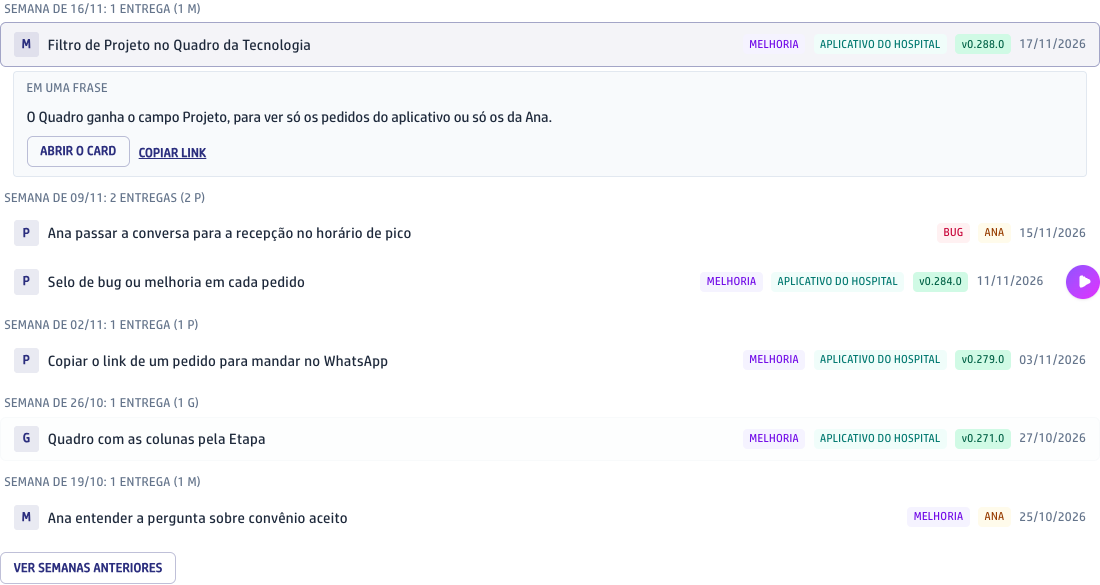 SEMANA DE 16/11: 1 ENTREGA (1 M)
M Filtro de Projeto no Quadro da Tecnologia MELHORIA APLICATIVO DO HOSPITAL v0.288.0 17/11/2026
EM UMA FRASE
O Quadro ganha o campo Projeto, para ver só os pedidos do aplicativo ou só os da Ana.
ABRIR O CARD COPIAR LINK
SEMANA DE 09/11: 2 ENTREGAS (2 P)
P Ana passar a conversa para a recepção no horário de pico BUG ANA 15/11/2026
P Selo de bug ou melhoria em cada pedido MELHORIA APLICATIVO DO HOSPITAL v0.284.0 11/11/2026
SEMANA DE 02/11: 1 ENTREGA (1 P)
P Copiar o link de um pedido para mandar no WhatsApp MELHORIA APLICATIVO DO HOSPITAL v0.279.0 03/11/2026
SEMANA DE 26/10: 1 ENTREGA (1 G)
G Quadro com as colunas pela Etapa MELHORIA APLICATIVO DO HOSPITAL v0.271.0 27/10/2026
SEMANA DE 19/10: 1 ENTREGA (1 M)
M Ana entender a pergunta sobre convênio aceito MELHORIA ANA 25/10/2026
VER SEMANAS ANTERIORES